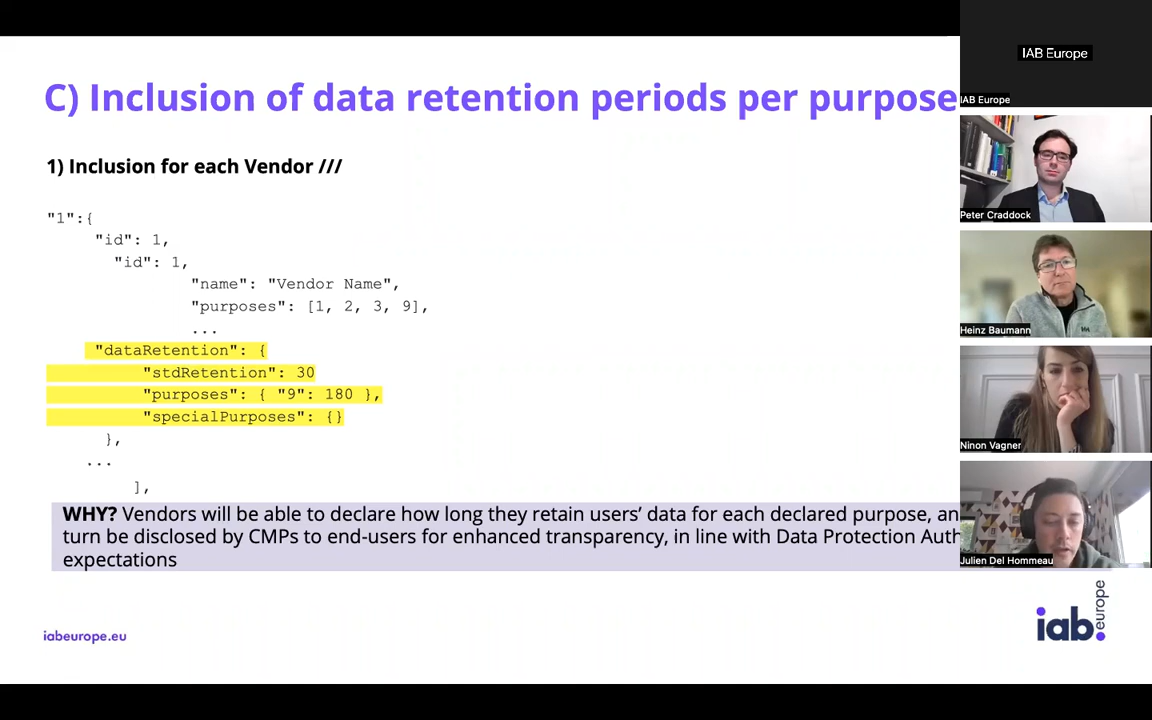 C) Inclusion of data retention periods per purpose
1) Inclusion for each Vendor ///
"1":{
"id": 1,
"id": 1,
"name": "Vendor Name",
"purposes": [1, 2, 3, 9],
...
"dataRetention": {
"stdRetention": 30
"purposes": { "9": 180 },
"specialPurposes": {}
},
...
],
WHY? Vendors will be able to declare how long they retain users’ data for each declared purpose, an
turn be disclosed by CMPs to end-users for enhanced transparency, in line with Data Protection Auth
expectations
iabeurope.eu
iab.
europe
IAB Europe
IAB Europe
Peter Craddock
Heinz Baumann
Ninon Vagner
Julien Del Hommeau